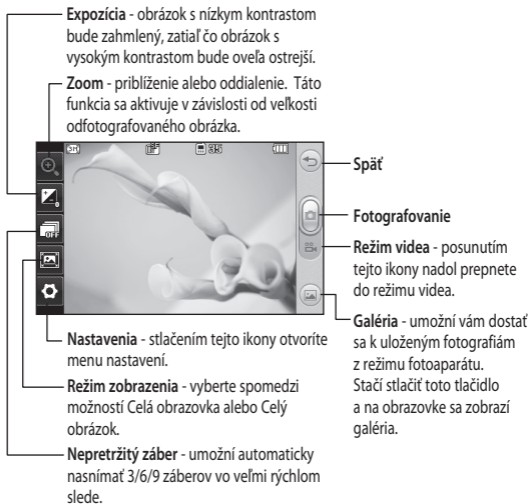 Expozícia - obrázok s nízkym kontrastom
bude zahmlený, zatiaľ čo obrázok s
vysokým kontrastom bude oveľa ostrejší.
Zoom - priblíženie alebo oddialenie. Táto
funkcia sa aktivuje v závislosti od veľkosti
odfotografovaného obrázka.
3M
OFF
Späť
Fotografovanie
Režim videa - posunutím
tejto ikony nadol prepnete
do režimu videa.
Galéria - umožní vám dostať
sa k uloženým fotografiám
z režimu fotoaparátu.
Stačí stlačiť toto tlačidlo
a na obrazovke sa zobrazí
galéria.
Nastavenia - stlačením tejto ikony otvoríte
menu nastavení.
Režim zobrazenia - vyberte spomedzi
možností Celá obrazovka alebo Celý
obrázok.
Nepretržitý záber - umožní automaticky
nasnímať 3/6/9 záberov vo veľmi rýchlom
slede.